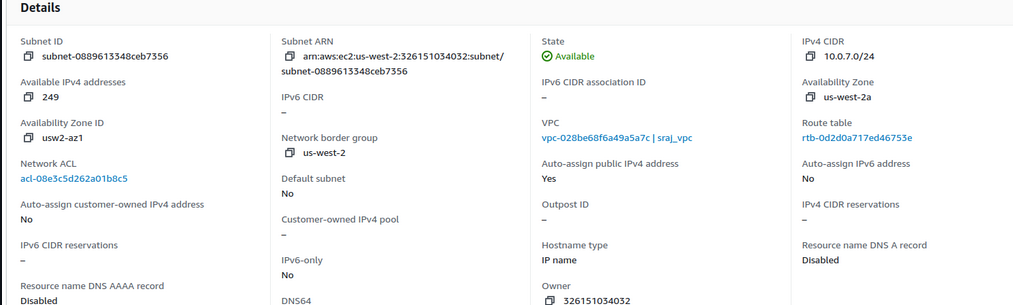 Details
Subnet ID
subnet-0889613348ceb7356
Available IPv4 addresses
249
Availability Zone ID
usw2-az1
Network ACL
acl-08e3c5d262a01b8c5
Auto-assign customer-owned IPv4 address
No
IPv6 CIDR reservations
–
Resource name DNS AAAA record
Disabled
Subnet ARN
arn:aws:ec2:us-west-2:326151034032:subnet/
subnet-0889613348ceb7356
IPv6 CIDR
–
Network border group
us-west-2
Default subnet
No
Customer-owned IPv4 pool
–
IPv6-only
No
DNS64
State
Available
IPv6 CIDR association ID
–
VPC
vpc-028be68f6a49a5a7c | sraj_vpc
Auto-assign public IPv4 address
Yes
Outpost ID
–
Hostname type
IP name
Owner
326151034032
IPv4 CIDR
10.0.7.0/24
Availability Zone
us-west-2a
Route table
rtb-0d2d0a717ed46753e
Auto-assign IPv6 address
No
IPv4 CIDR reservations
–
Resource name DNS A record
Disabled